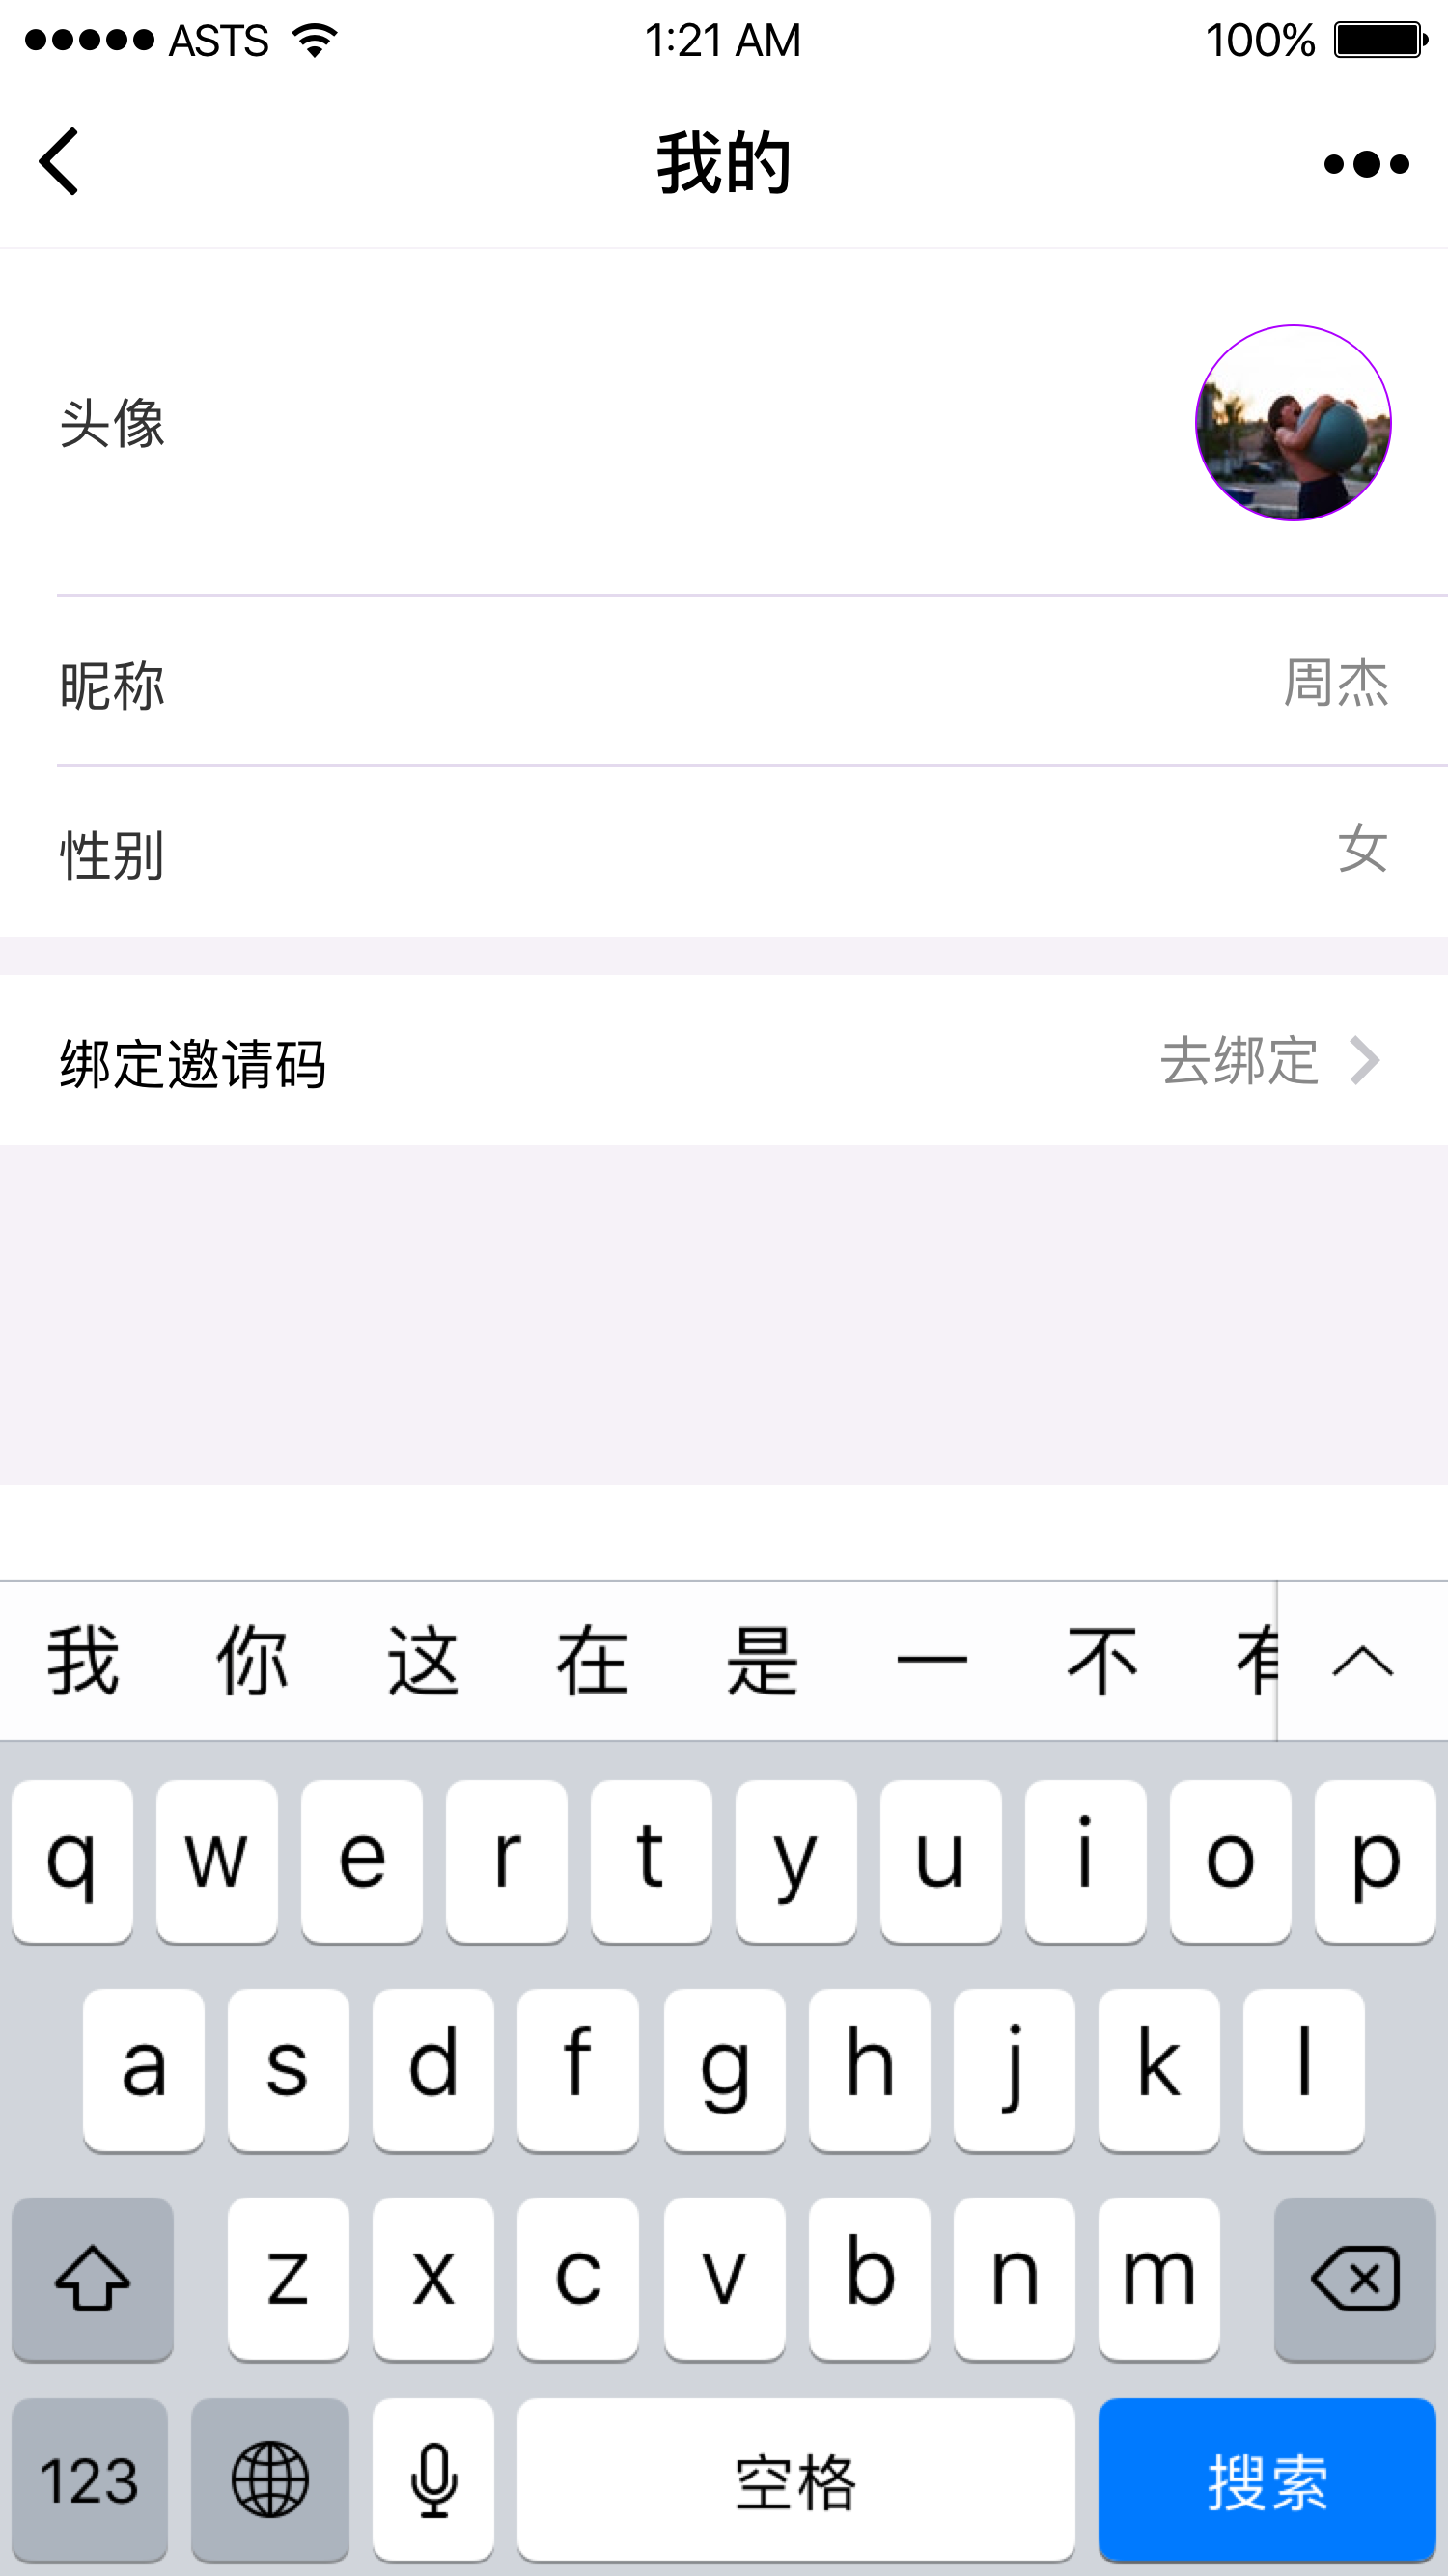 ASTS 1:21 AM 100%
我的
头像
昵称 周杰
性别 女
绑定邀请码 去绑定
我 你 这 在 是 一 不 有
q w e r t y u i o p
a s d f g h j k l
z x c v b n m
123 空格 搜索